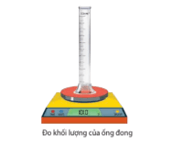 Đo khối lượng của ống đong